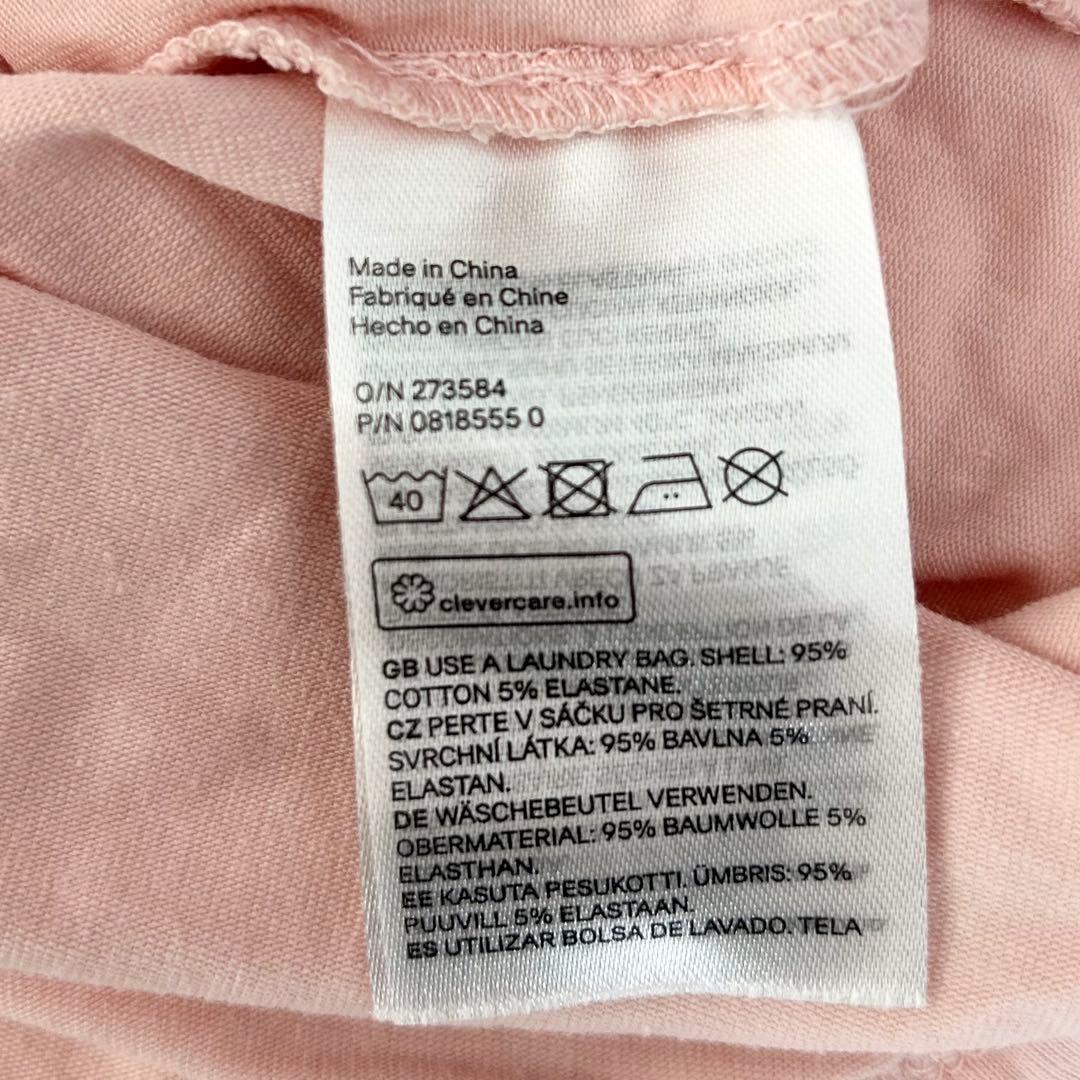 Made in China
Fabriqué en Chine
Hecho en China
O/N 273584
P/N 0818555 0
40
clevercare.info
GB USE A LAUNDRY BAG. SHELL: 95%
COTTON 5% ELASTANE.
CZ PERTE V SÁČKU PRO ŠETRNÉ PRANÍ.
SVRCHNÍ LÁTKA: 95% BAVLNA 5%
ELASTAN.
DE WÄSCHEBEUTEL VERWENDEN.
OBERMATERIAL: 95% BAUMWOLLE 5%
ELASTHAN.
EE KASUTA PESUKOTTI. ÜMBRIS: 95%
PUUVILL 5% ELASTAAN.
ES UTILIZAR BOLSA DE LAVADO. TELA